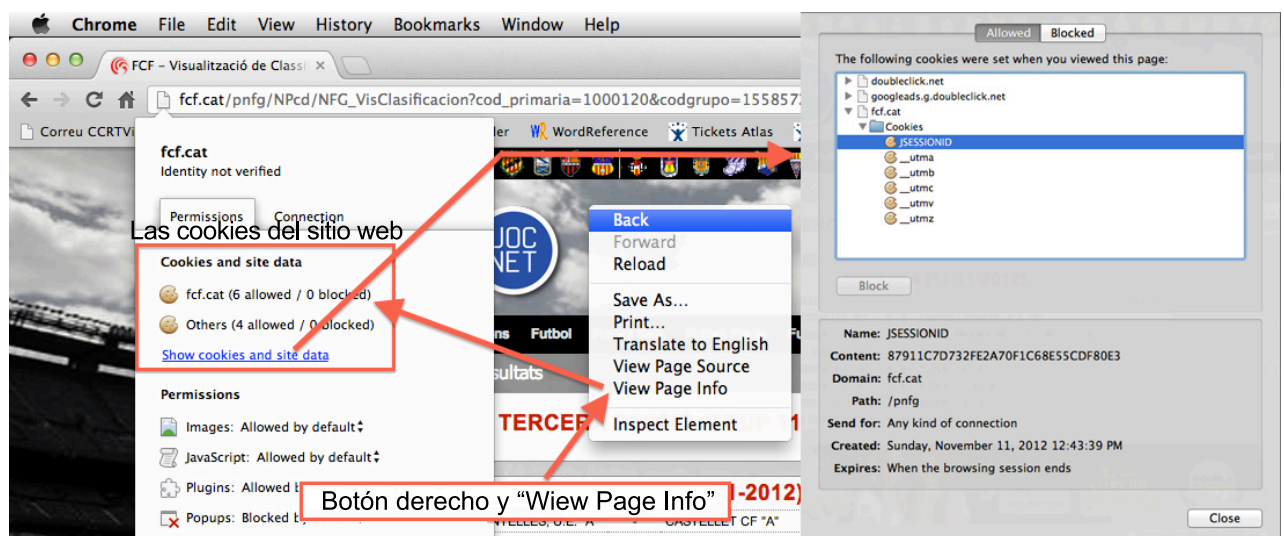 Chrome File Edit View History Bookmarks Window Help
FCF – Visualització de Classi
fcf.cat/pnfg/NPcd/NFG_VisClasificacion?cod_primaria=1000120&codgrupo=155857
Correu CCRTVi
WordReference
Tickets Atlas
fcf.cat
Identity not verified
Permissions Connection
Las cookies del sitio web
Cookies and site data
fcf.cat (6 allowed / 0 blocked)
Others (4 allowed / 0 blocked)
Show cookies and site data
Permissions
Images: Allowed by default
JavaScript: Allowed by default
Plugins: Allowed
Popups: Blocked
JOC
NET
Futbol
TERCER
Back
Forward
Reload
Save As...
Print...
Translate to English
View Page Source
View Page Info
Inspect Element
Botón derecho y “Wiew Page Info”
-2012)
U.E. "A" - CASTELLET CF "A"
Allowed Blocked
The following cookies were set when you viewed this page:
doubleclick.net
googleads.g.doubleclick.net
fcf.cat
Cookies
JSESSIONID
__utma
__utmb
__utmc
__utmv
__utmz
Block
Name: JSESSIONID
Content: 87911C7D732FE2A70F1C68E55CDF80E3
Domain: fcf.cat
Path: /pnfg
Send for: Any kind of connection
Created: Sunday, November 11, 2012 12:43:39 PM
Expires: When the browsing session ends
Close